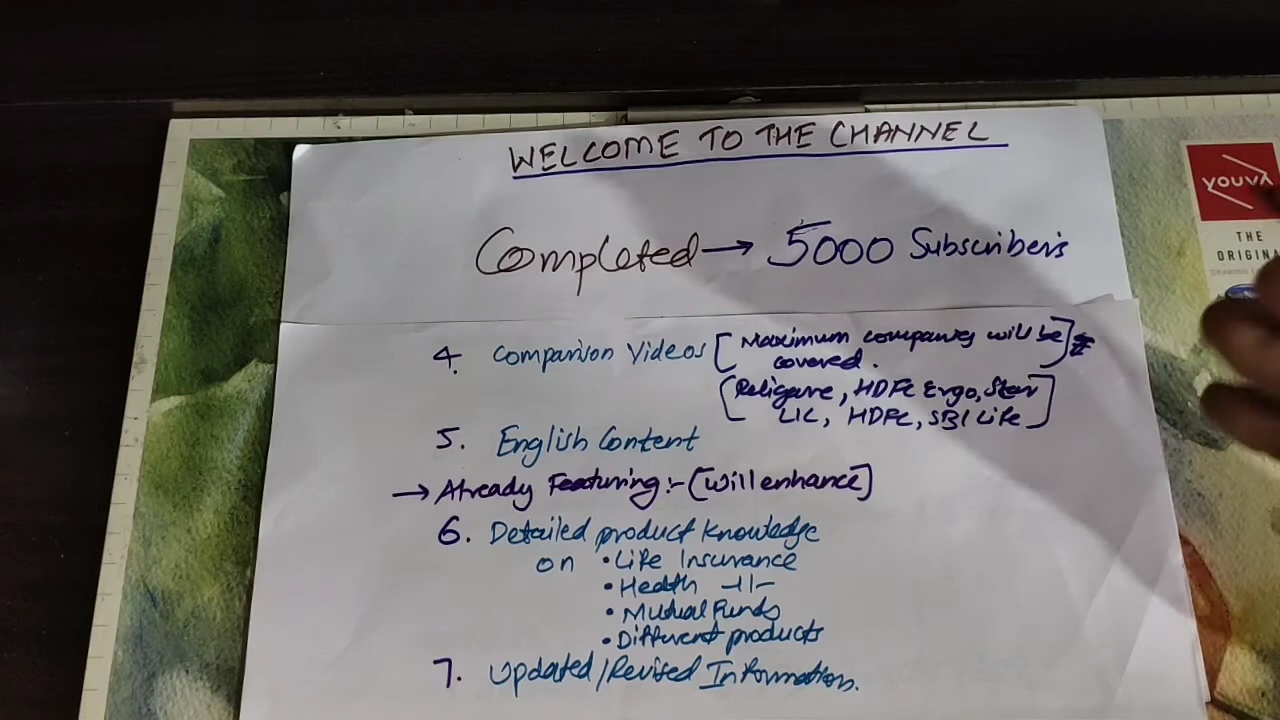 WELCOME TO THE CHANNEL
Completed → 5000 Subscriber's
4. Comparison Videos [Maximum companies will be covered.]
[Religare, HDFC Ergo, Star
LIC, HDFC, SBI Life]
5. English Content
→ Already Featuring :- [Will enhance]
6. Detailed product knowledge
on • Life Insurance
• Health -11-
• Mutual Funds
• Different products
7. Updated/Revised Information.
YOUVA
THE
ORIGINA